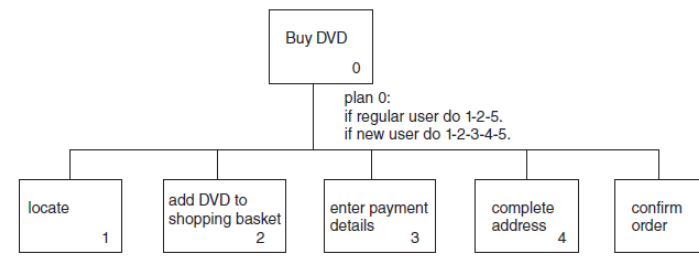 Buy DVD
0
plan 0:
if regular user do 1-2-5.
if new user do 1-2-3-4-5.
locate
1
add DVD to
shopping basket
2
enter payment
details
3
complete
address
4
confirm
order